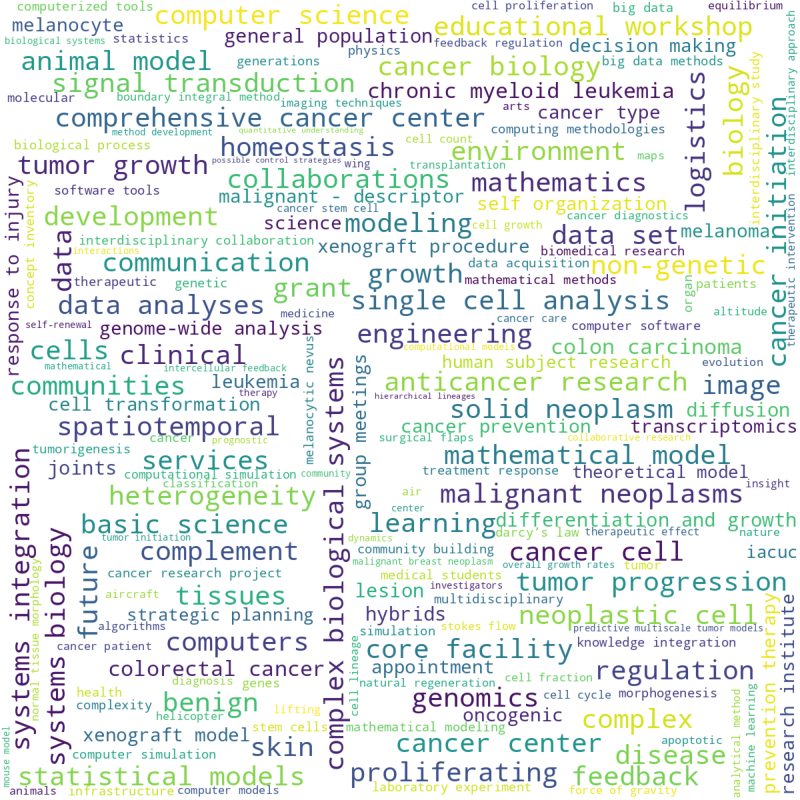 computerized tools
cell proliferation
big data
equilibrium
melanocyte
computer science
educational workshop
biological systems
statistics
general population
feedback regulation
decision making
physics
animal model
generations
cancer biology
big data methods
signal transduction
chronic myeloid leukemia
molecular
boundary integral method
imaging techniques
arts
cancer type
comprehensive cancer center
computing methodologies
method development
quantitative understanding
cell count
biological process
homeostasis
environment
maps
tumor growth
possible control strategies
wing
transplantation
collaborations
mathematics
software tools
malignant - descriptor
self organization
logistics
biology
interdisciplinary study
cancer initiation
interdisciplinary approach
therapeutic intervention
development
cancer stem cell
science
modeling
cell growth
cancer diagnostics
data set
melanoma
response to injury
concept inventory
data
interdisciplinary collaboration
interactions
xenograft procedure
biomedical research
communication
growth
data acquisition
non-genetic
therapeutic
genetic
grant
mathematical methods
organ
patients
data analyses
medicine
single cell analysis
altitude
self-renewal
genome-wide analysis
cancer care
engineering
computer software
cells
clinical
melanocytic nevus
computational models
colon carcinoma
mathematical
intercellular feedback
human subject research
evolution
communities
leukemia
therapy
anticancer research
image
hierarchical lineages
cell transformation
group meetings
solid neoplasm
diffusion
spatiotemporal
cancer prevention
transcriptomics
cancer
prognostic
surgical flaps
collaborative research
tumorigenesis
services
mathematical model
joints
computational simulation
community
treatment response
theoretical model
insight
classification
heterogeneity
air
malignant neoplasms
center
basic science
learning
differentiation and growth
tumor initiation
dynamics
darcy's law
therapeutic effect
nature
complement
community building
cancer cell
iacuc
systems integration
systems biology
complex biological systems
future
normal tissue morphology
malignant breast neoplasm
overall growth rates
tumor
cancer research project
medical students
tumor progression
aircraft
tissues
lesion
investigators
multidisciplinary
strategic planning
hybrids
neoplastic cell
algorithms
simulation
stokes flow
predictive multiscale tumor models
cancer patient
computers
core facility
knowledge integration
colorectal cancer
appointment
regulation
prevention therapy
research institute
diagnosis
genes
cell lineage
natural regeneration
cell fraction
health
genomics
cell cycle
morphogenesis
complexity
benign
lifting
oncogenic
complex
helicopter
stem cells
mathematical modeling
xenograft model
skin
cancer center
apoptotic
disease
analytical method
machine learning
computer simulation
mouse model
statistical models
proliferating
feedback
animals
infrastructure
computer models
laboratory experiment
force of gravity